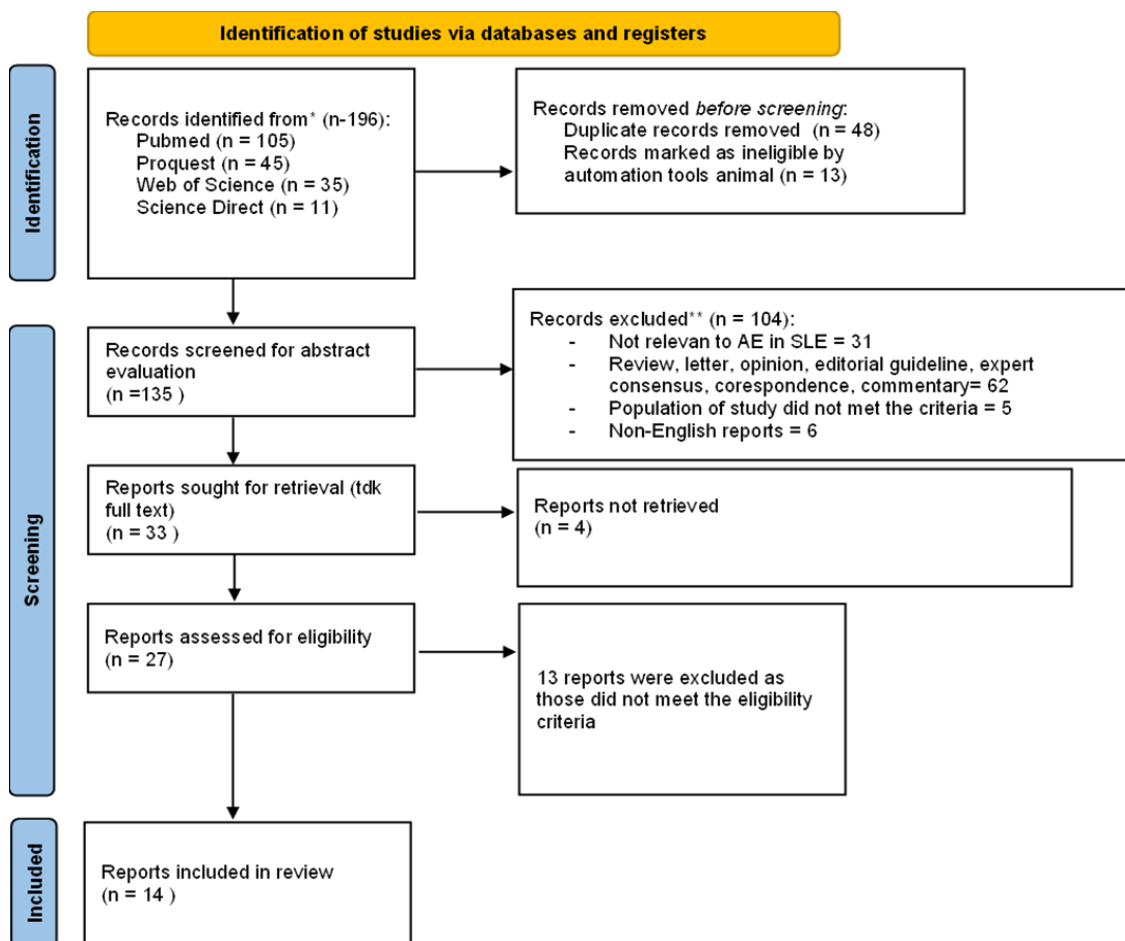 Identification of studies via databases and registers
Identification
Records identified from* (n-196):
Pubmed (n = 105)
Proquest (n = 45)
Web of Science (n = 35)
Science Direct (n = 11)
Records removed before screening:
Duplicate records removed (n = 48)
Records marked as ineligible by
automation tools animal (n = 13)
Screening
Records screened for abstract
evaluation
(n =135 )
Records excluded** (n = 104):
- Not relevan to AE in SLE = 31
- Review, letter, opinion, editorial guideline, expert
consensus, corespondence, commentary= 62
- Population of study did not met the criteria = 5
- Non-English reports = 6
Reports sought for retrieval (tdk
full text)
(n = 33 )
Reports not retrieved
(n = 4)
Reports assessed for eligibility
(n = 27)
13 reports were excluded as
those did not meet the eligibility
criteria
Included
Reports included in review
(n = 14 )